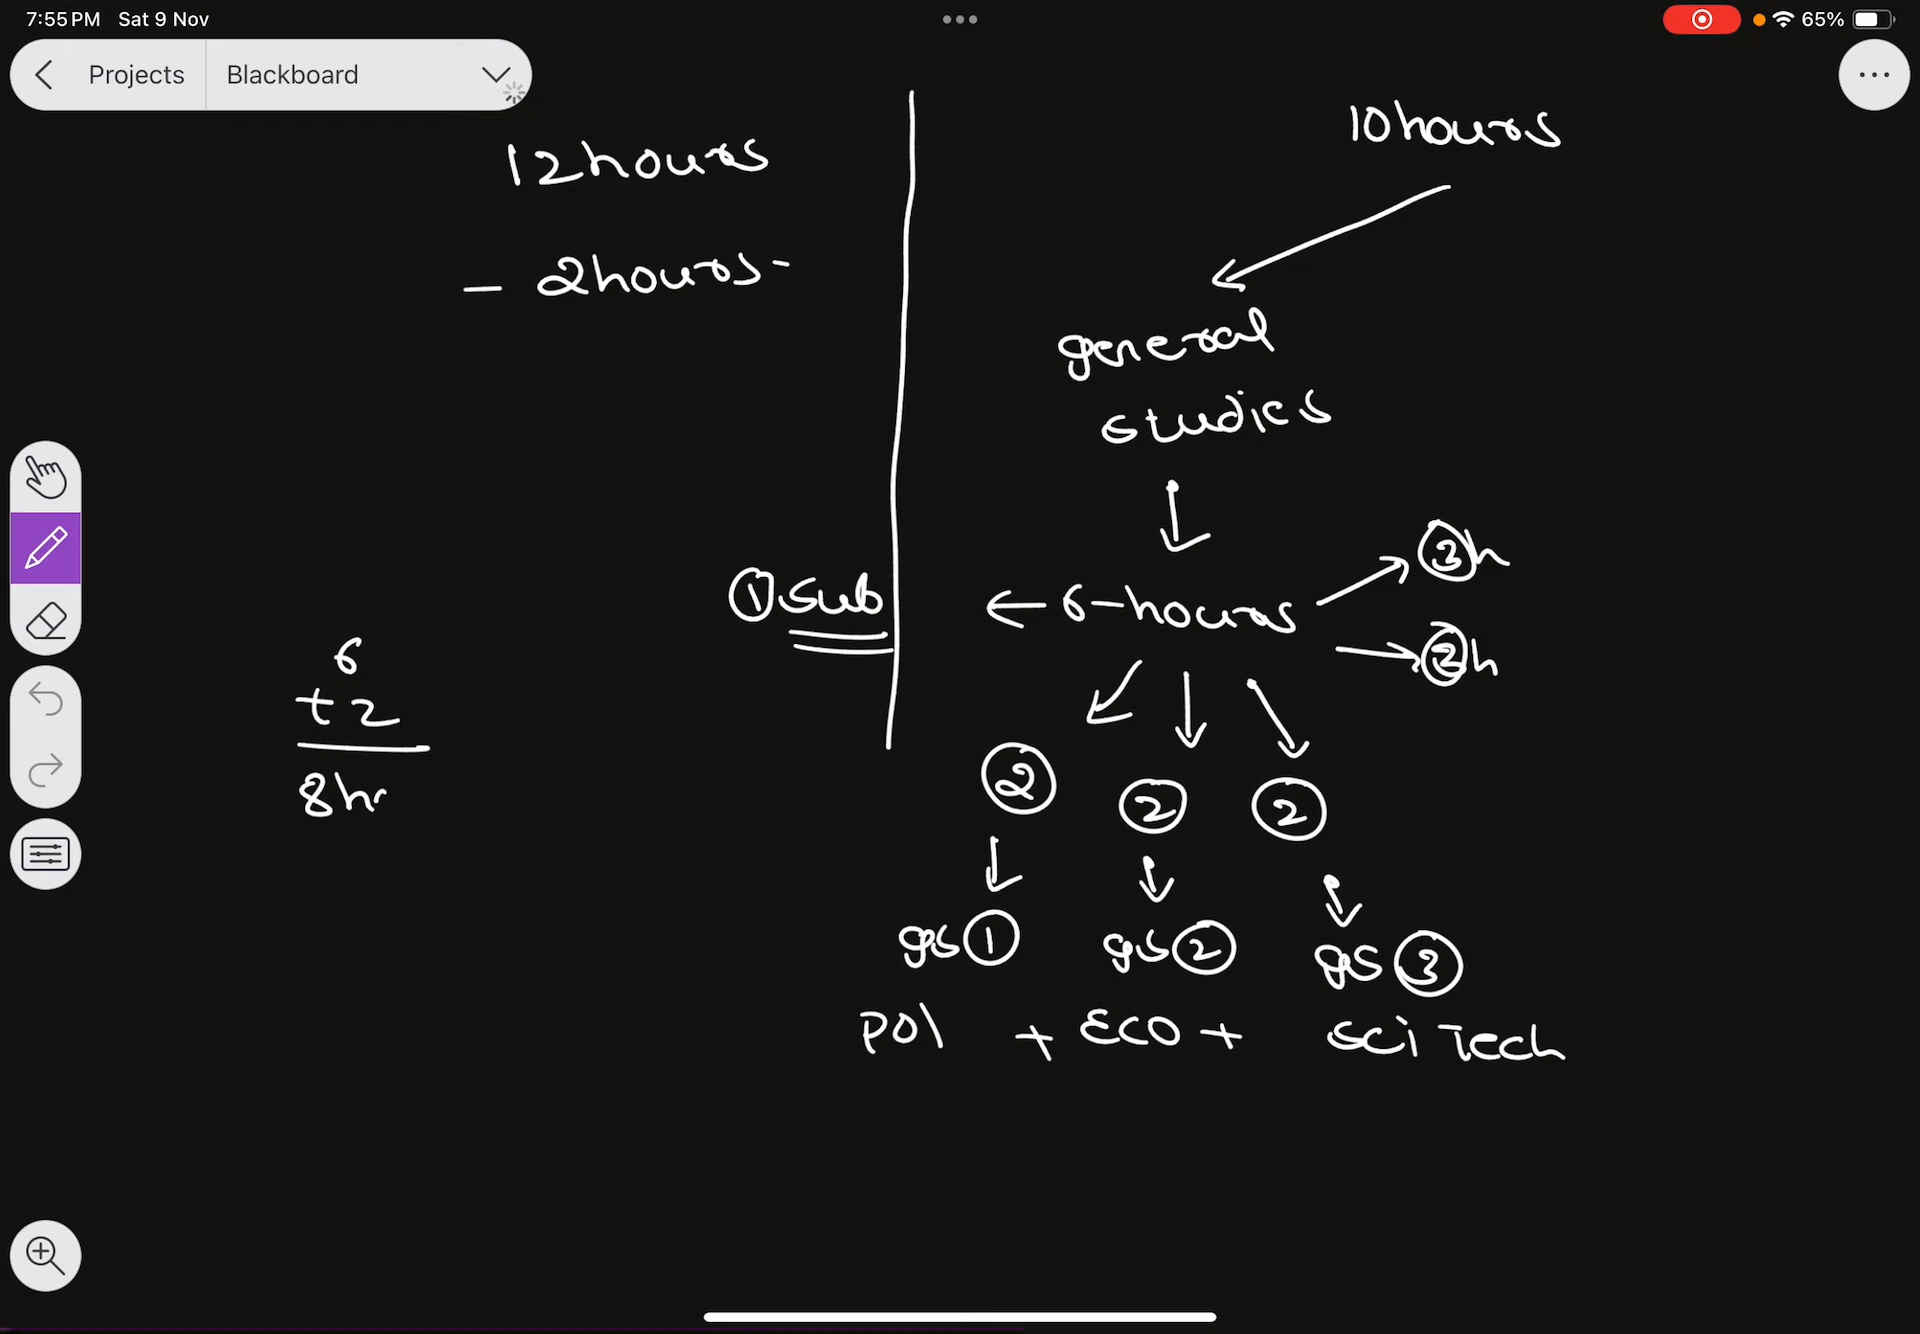 7:55 PM Sat 9 Nov
65%
Projects
Blackboard
12hours
- 2hours-
10hours
general
studies
① sub
← 6-hours
③h
6
+ 2
8hr
② ② ②
gs ① gs ② gs ③
Pol + Eco + Sci Tech